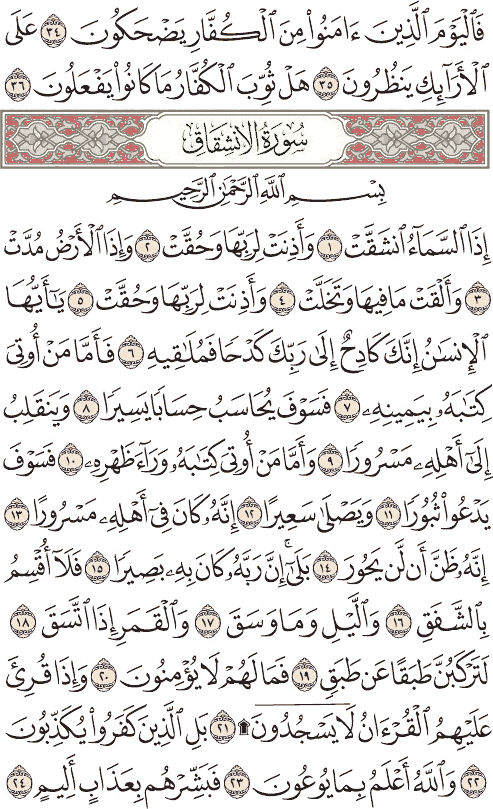 فَٱلْيَوْمَ ٱلَّذِينَ ءَامَنُوا۟ مِنَ ٱلْكُفَّارِ يَضْحَكُونَ ٣٤ عَلَى
ٱلْأَرَآئِكِ يَنظُرُونَ ٣٥ هَلْ ثُوِّبَ ٱلْكُفَّارُ مَا كَانُوا۟ يَفْعَلُونَ ٣٦
سُورَةُ الِانشِقَاقِ
بِسْمِ ٱللَّهِ ٱلرَّحْمَٰنِ ٱلرَّحِيمِ
إِذَا ٱلسَّمَآءُ ٱنشَقَّتْ ١ وَأَذِنَتْ لِرَبِّهَا وَحُقَّتْ ٢ وَإِذَا ٱلْأَرْضُ مُدَّتْ
٣ وَأَلْقَتْ مَا فِيهَا وَتَخَلَّتْ ٤ وَأَذِنَتْ لِرَبِّهَا وَحُقَّتْ ٥ يَٰٓأَيُّهَا
ٱلْإِنسَٰنُ إِنَّكَ كَادِحٌ إِلَىٰ رَبِّكَ كَدْحًا فَمُلَٰقِيهِ ٦ فَأَمَّا مَنْ أُوتِىَ
كِتَٰبَهُۥ بِيَمِينِهِۦ ٧ فَسَوْفَ يُحَاسَبُ حِسَابًا يَسِيرًا ٨ وَيَنقَلِبُ
إِلَىٰٓ أَهْلِهِۦ مَسْرُورًا ٩ وَأَمَّا مَنْ أُوتِىَ كِتَٰبَهُۥ وَرَآءَ ظَهْرِهِۦ ١٠ فَسَوْفَ
يَدْعُوا۟ ثُبُورًا ١١ وَيَصْلَىٰ سَعِيرًا ١٢ إِنَّهُۥ كَانَ فِىٓ أَهْلِهِۦ مَسْرُورًا ١٣
إِنَّهُۥ ظَنَّ أَن لَّن يَحُورَ ١٤ بَلَىٰٓۚ إِنَّ رَبَّهُۥ كَانَ بِهِۦ بَصِيرًا ١٥ فَلَآ أُقْسِمُ
بِٱلشَّفَقِ ١٦ وَٱلَّيْلِ وَمَا وَسَقَ ١٧ وَٱلْقَمَرِ إِذَا ٱتَّسَقَ ١٨
لَتَرْكَبُنَّ طَبَقًا عَن طَبَقٍ ١٩ فَمَا لَهُمْ لَا يُؤْمِنُونَ ٢٠ وَإِذَا قُرِئَ
عَلَيْهِمُ ٱلْقُرْءَانُ لَا يَسْجُدُونَ ۩ ٢١ بَلِ ٱلَّذِينَ كَفَرُوا۟ يُكَذِّبُونَ
٢٢ وَٱللَّهُ أَعْلَمُ بِمَا يُوعُونَ ٢٣ فَبَشِّرْهُم بِعَذَابٍ أَلِيمٍ ٢٤